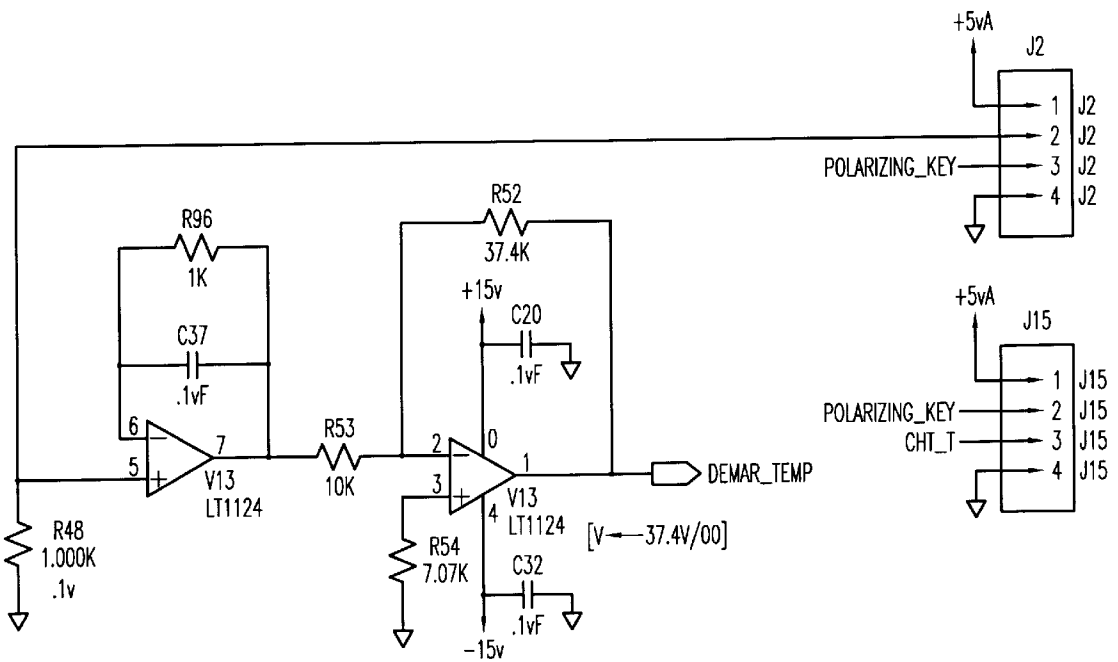 +5vA
J2
1 J2
2 J2
POLARIZING_KEY 3 J2
4 J2
R52
37.4K
R96
1K
+15v
C20
.1vF
+5vA
J15
1 J15
POLARIZING_KEY 2 J15
CHT_T 3 J15
4 J15
C37
.1vF
6
5
7
V13
LT1124
R53
10K
2
3
0
1
4
V13
LT1124
DEMAR_TEMP
[V 37.4V/00]
R48
1.000K
.1v
R54
7.07K
C32
.1vF
-15v